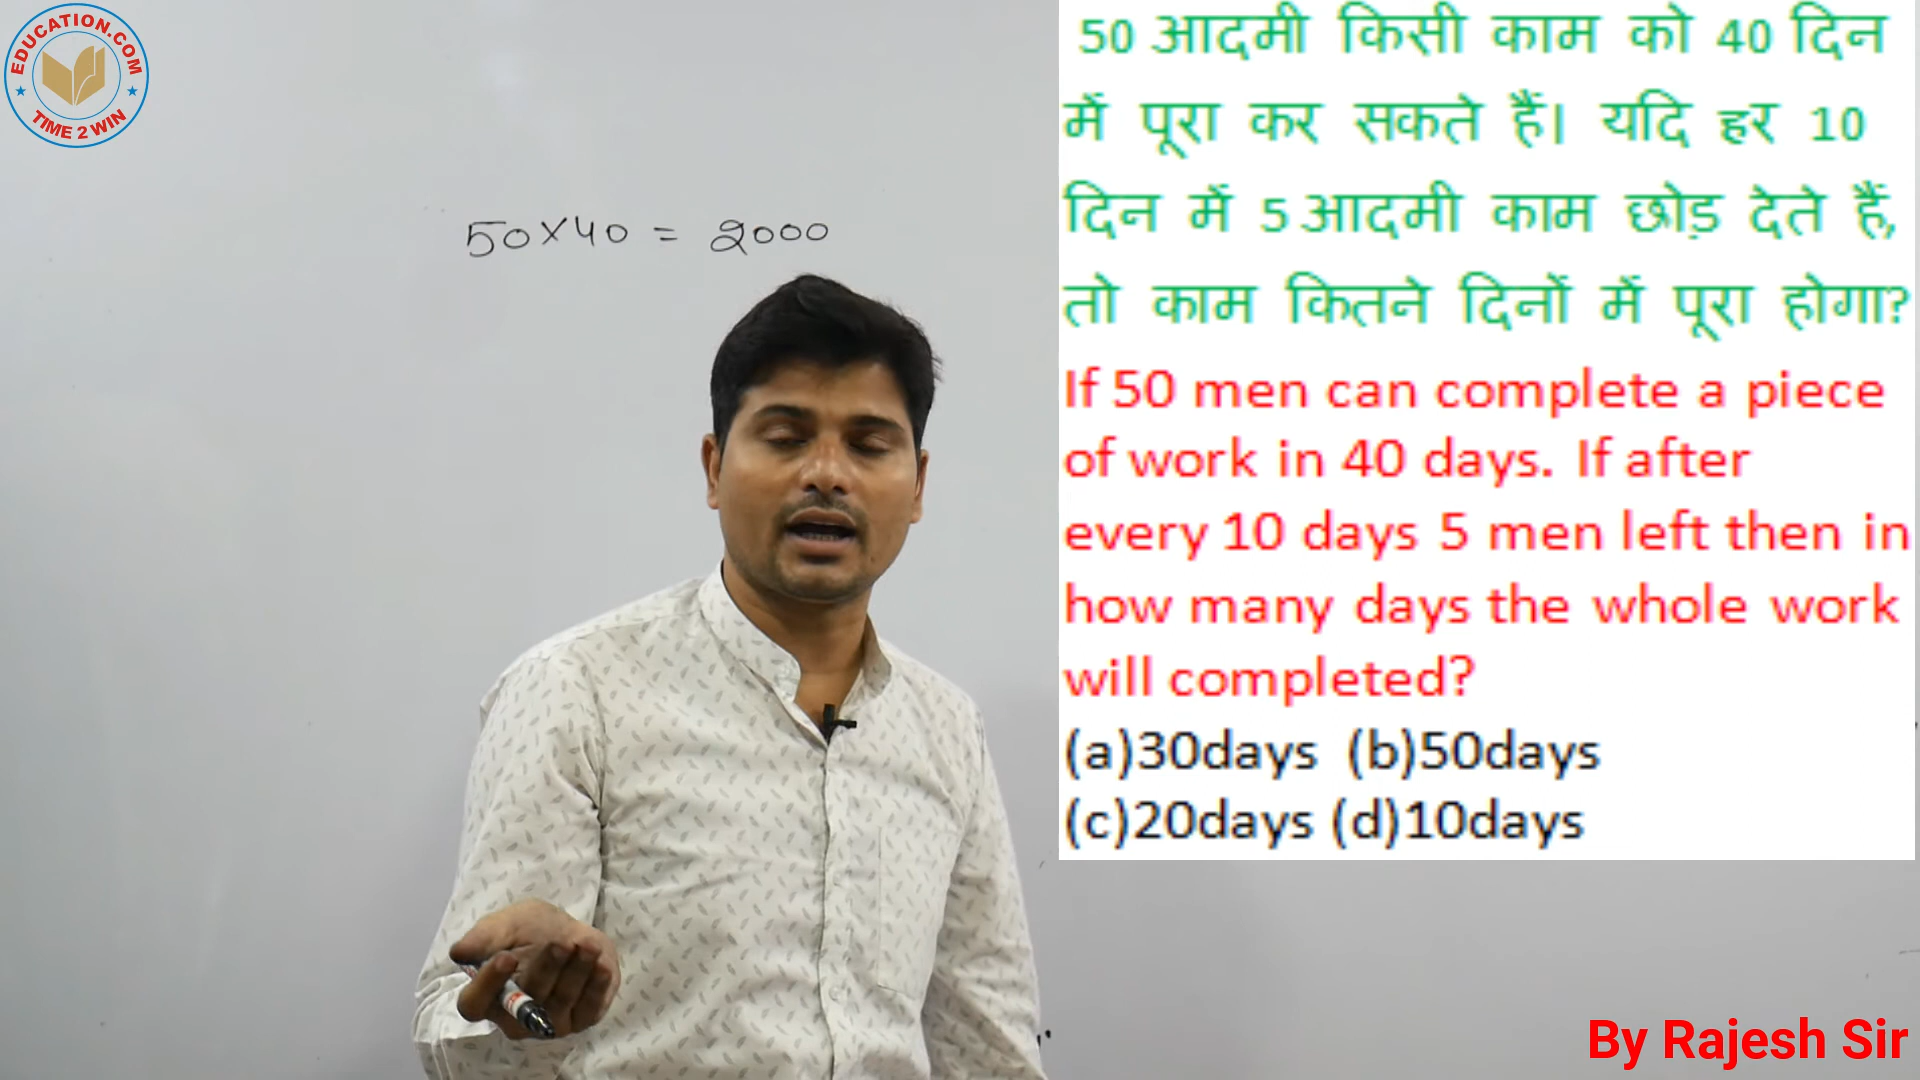 EDUCATION.COM
TIME 2 WIN
50×40 = 2000
50 आदमी किसी काम को 40 दिन
में पूरा कर सकते हैं। यदि हर 10
दिन में 5 आदमी काम छोड़ देते हैं,
तो काम कितने दिनों में पूरा होगा?
If 50 men can complete a piece
of work in 40 days. If after
every 10 days 5 men left then in
how many days the whole work
will completed?
(a)30days (b)50days
(c)20days (d)10days
By Rajesh Sir